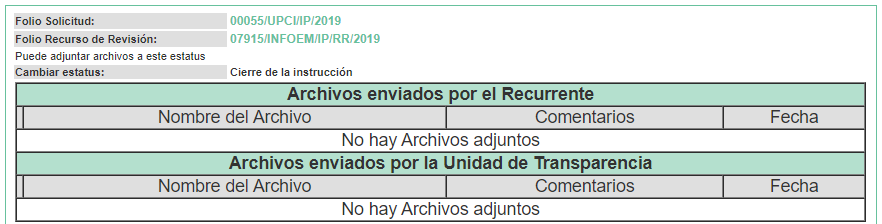 Folio Solicitud: 00055/UPCI/IP/2019
Folio Recurso de Revisión: 07915/INFOEM/IP/RR/2019
Puede adjuntar archivos a este estatus
Cambiar estatus: Cierre de la instrucción
Archivos enviados por el Recurrente
Nombre del Archivo Comentarios Fecha
No hay Archivos adjuntos
Archivos enviados por la Unidad de Transparencia
Nombre del Archivo Comentarios Fecha
No hay Archivos adjuntos